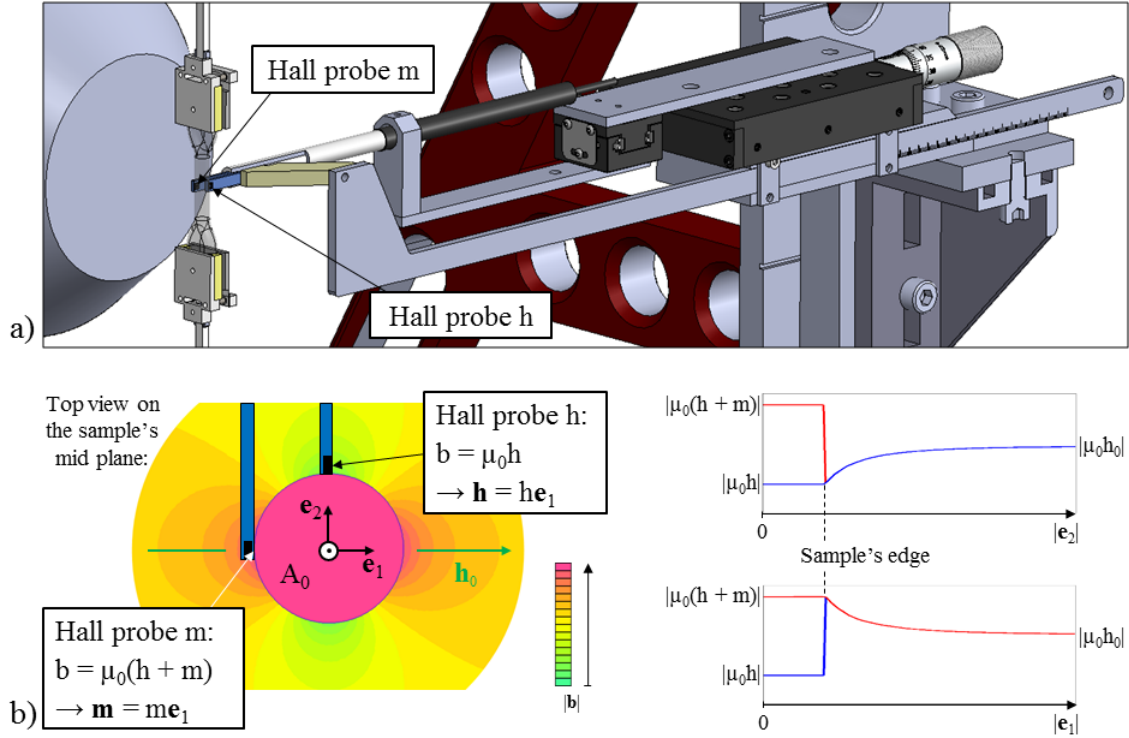 Hall probe m
Hall probe h
a)
Top view on
the sample's
mid plane:
Hall probe h:
b = μ₀h
→ h = he₁
e₂
e₁
A₀
h₀
Hall probe m:
b = μ₀(h + m)
→ m = me₁
|b|
b)
|μ₀(h + m)|
|μ₀h|
|μ₀h₀|
0
|e₂|
Sample's edge
|μ₀(h + m)|
|μ₀h|
|μ₀h₀|
0
|e₁|